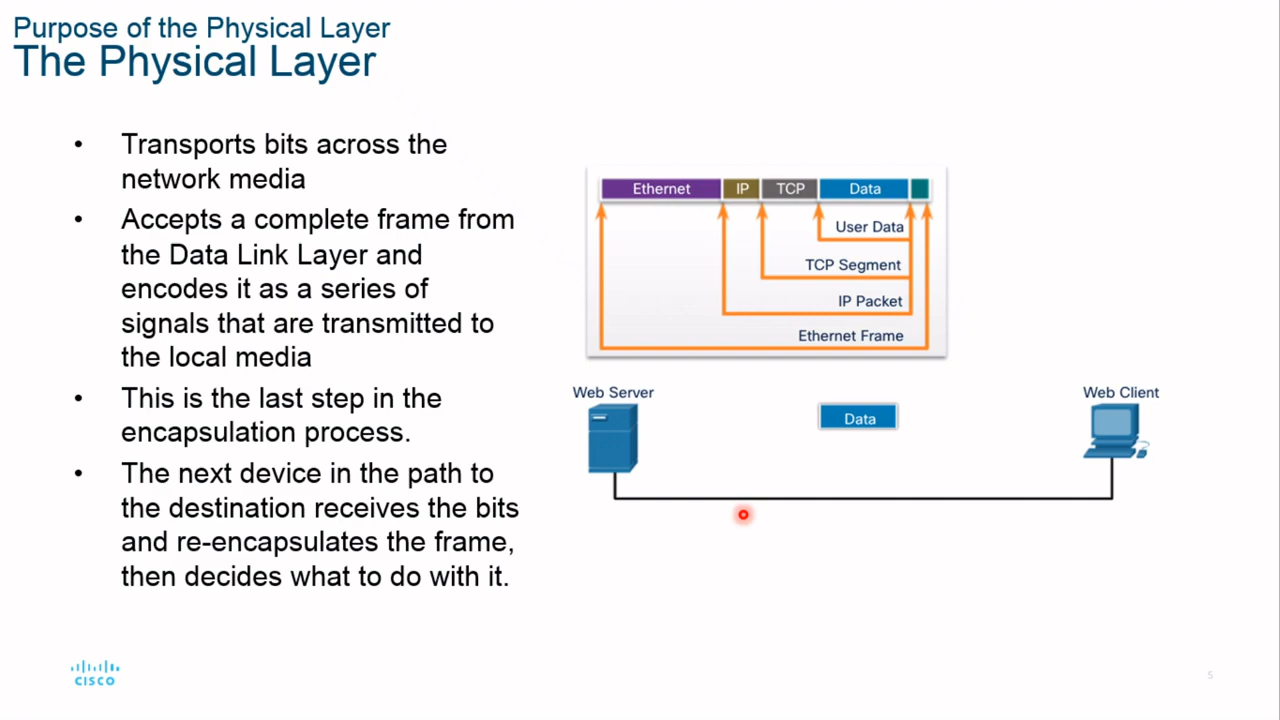 Purpose of the Physical Layer
The Physical Layer
• Transports bits across the
network media
• Accepts a complete frame from
the Data Link Layer and
encodes it as a series of
signals that are transmitted to
the local media
• This is the last step in the
encapsulation process.
• The next device in the path to
the destination receives the bits
and re-encapsulates the frame,
then decides what to do with it.
Ethernet IP TCP Data
User Data
TCP Segment
IP Packet
Ethernet Frame
Web Server
Data
Web Client
CISCO
5